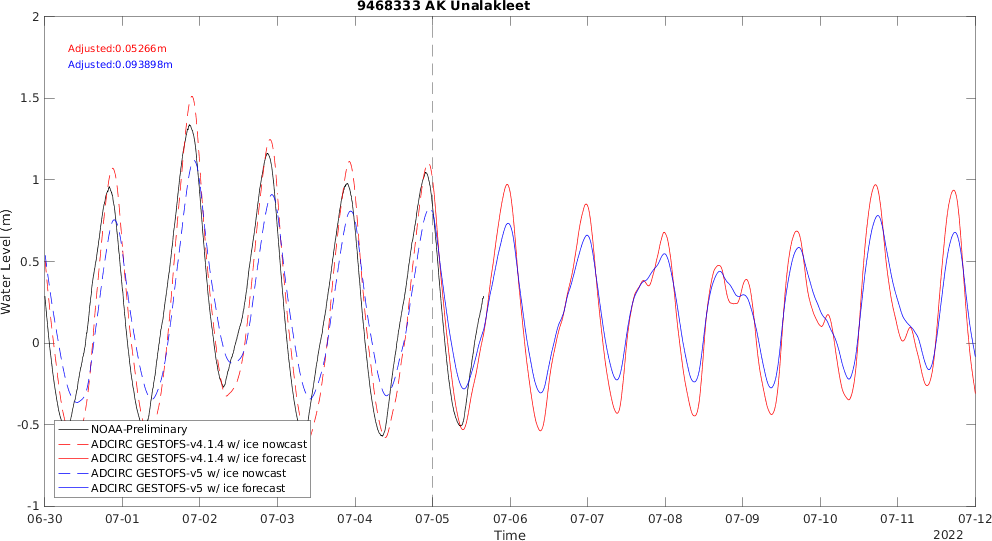 9468333 AK Unalakleet
Adjusted:0.05266m
Adjusted:0.093898m
Water Level (m)
2
1.5
1
0.5
0
-0.5
-1
NOAA-Preliminary
ADCIRC GESTOFS-v4.1.4 w/ ice nowcast
ADCIRC GESTOFS-v4.1.4 w/ ice forecast
ADCIRC GESTOFS-v5 w/ ice nowcast
ADCIRC GESTOFS-v5 w/ ice forecast
06-30 07-01 07-02 07-03 07-04 07-05 07-06 07-07 07-08 07-09 07-10 07-11 07-12
Time
2022